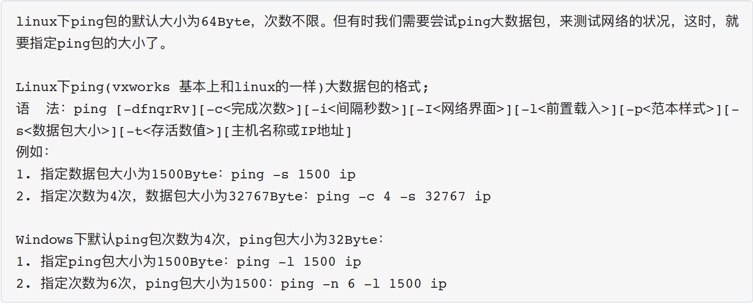 linux下ping包的默认大小为64Byte，次数不限。但有时我们需要尝试ping大数据包，来测试网络的状况，这时，就
要指定ping包的大小了。
Linux下ping(vxworks 基本上和linux的一样)大数据包的格式;
语  法：ping [-dfnqrRv][-c<完成次数>][-i<间隔秒数>][-I<网络界面>][-l<前置载入>][-p<范本样式>][-
s<数据包大小>][-t<存活数值>][主机名称或IP地址]
例如：
1. 指定数据包大小为1500Byte：ping -s 1500 ip
2. 指定次数为4次，数据包大小为32767Byte：ping -c 4 -s 32767 ip
Windows下默认ping包次数为4次，ping包大小为32Byte：
1. 指定ping包大小为1500Byte：ping -l 1500 ip
2. 指定次数为6次，ping包大小为1500：ping -n 6 -l 1500 ip